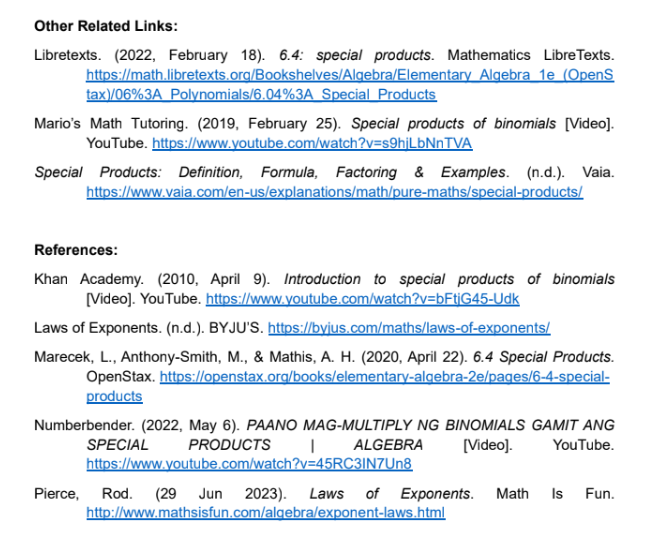 Other Related Links:
Libretexts. (2022, February 18). 6.4: special products. Mathematics LibreTexts.
https://math.libretexts.org/Bookshelves/Algebra/Elementary_Algebra_1e_(OpenS
tax)/06%3A_Polynomials/6.04%3A_Special_Products
Mario's Math Tutoring. (2019, February 25). Special products of binomials [Video].
YouTube. https://www.youtube.com/watch?v=s9hjLbNnTVA
Special Products: Definition, Formula, Factoring & Examples. (n.d.). Vaia.
https://www.vaia.com/en-us/explanations/math/pure-maths/special-products/
References:
Khan Academy. (2010, April 9). Introduction to special products of binomials
[Video]. YouTube. https://www.youtube.com/watch?v=bFtjG45-Udk
Laws of Exponents. (n.d.). BYJU'S. https://byjus.com/maths/laws-of-exponents/
Marecek, L., Anthony-Smith, M., & Mathis, A. H. (2020, April 22). 6.4 Special Products.
OpenStax. https://openstax.org/books/elementary-algebra-2e/pages/6-4-special-
products
Numberbender. (2022, May 6). PAANO MAG-MULTIPLY NG BINOMIALS GAMIT ANG
SPECIAL PRODUCTS | ALGEBRA [Video]. YouTube.
https://www.youtube.com/watch?v=45RC3IN7Un8
Pierce, Rod. (29 Jun 2023). Laws of Exponents. Math Is Fun.
http://www.mathsisfun.com/algebra/exponent-laws.html